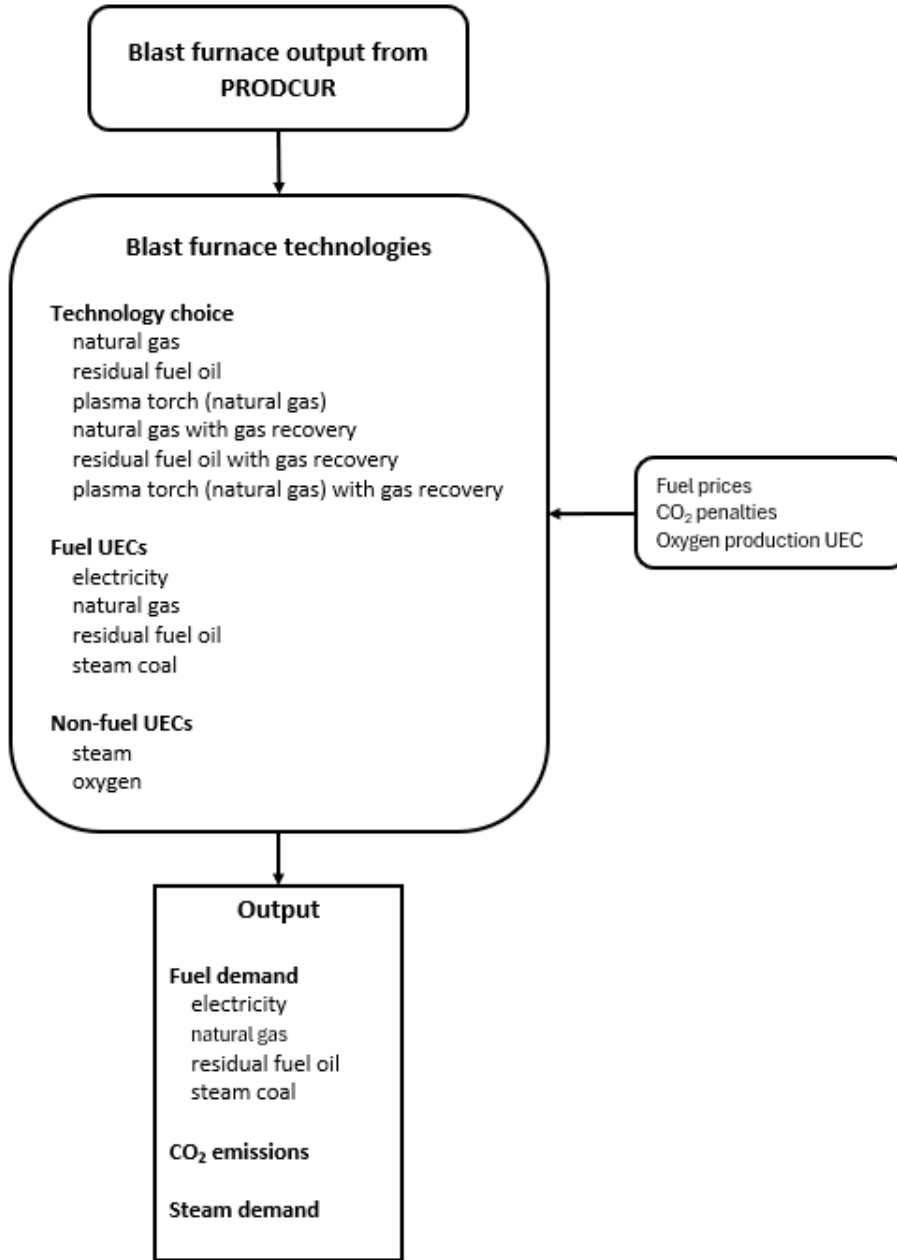 Blast furnace output from
PRODCUR
Blast furnace technologies
Technology choice
natural gas
residual fuel oil
plasma torch (natural gas)
natural gas with gas recovery
residual fuel oil with gas recovery
plasma torch (natural gas) with gas recovery
Fuel UECs
electricity
natural gas
residual fuel oil
steam coal
Non-fuel UECs
steam
oxygen
Fuel prices
CO₂ penalties
Oxygen production UEC
Output
Fuel demand
electricity
natural gas
residual fuel oil
steam coal
CO₂ emissions
Steam demand